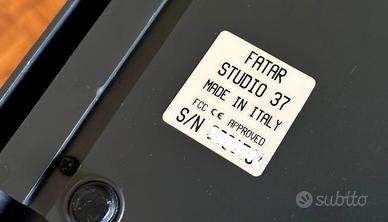 FATAR
STUDIO 37
MADE IN ITALY
FCC CE APPROVED
S/N
subito